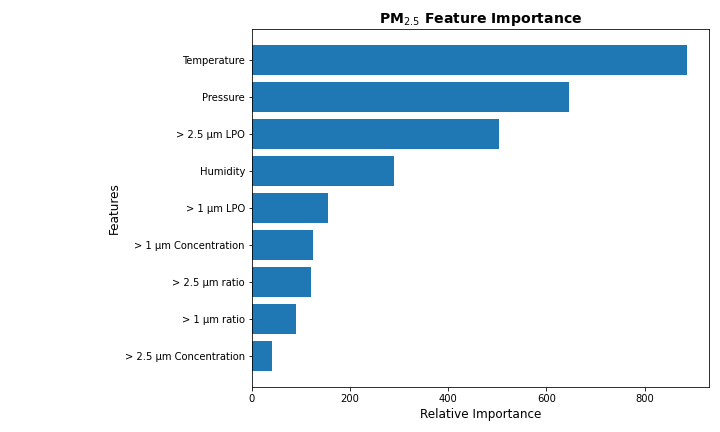 PM2.5 Feature Importance
Features
Temperature
Pressure
> 2.5 μm LPO
Humidity
> 1 μm LPO
> 1 μm Concentration
> 2.5 μm ratio
> 1 μm ratio
> 2.5 μm Concentration
0 200 400 600 800
Relative Importance